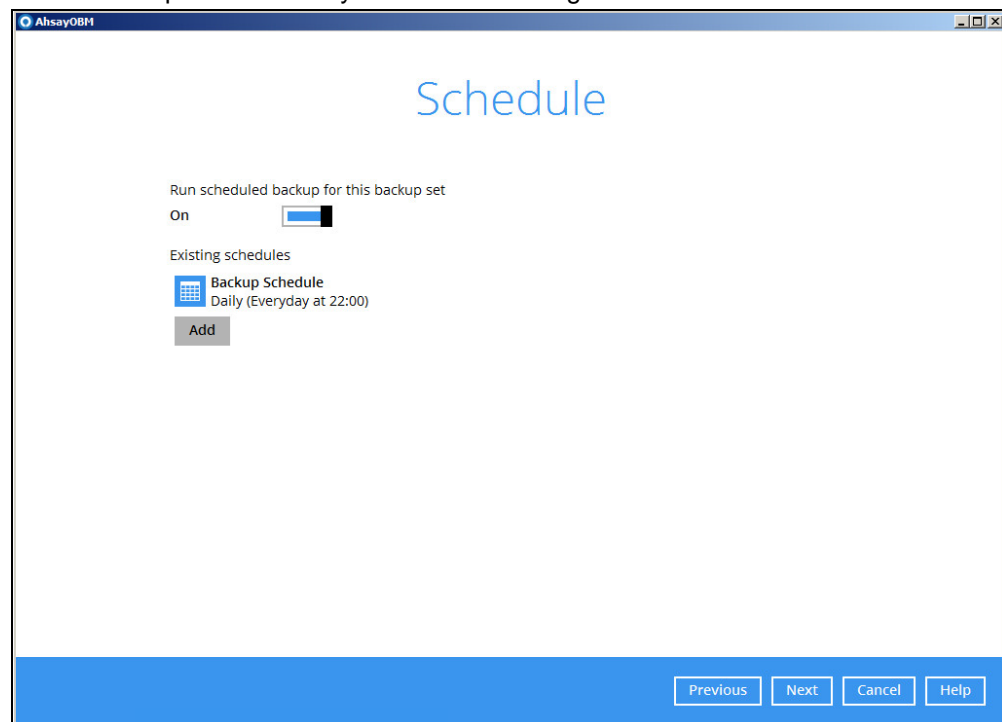 AhsayOBM
Schedule
Run scheduled backup for this backup set
On
Existing schedules
Backup Schedule
Daily (Everyday at 22:00)
Add
Previous Next Cancel Help